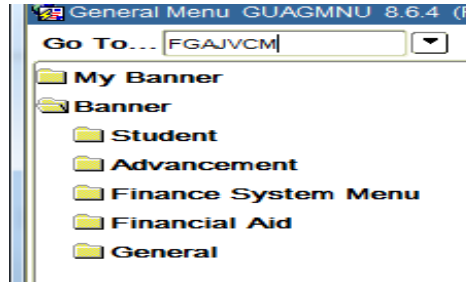 General Menu GUAGMNU 8.6.4 (
Go To... FGAJVCM
My Banner
Banner
Student
Advancement
Finance System Menu
Financial Aid
General